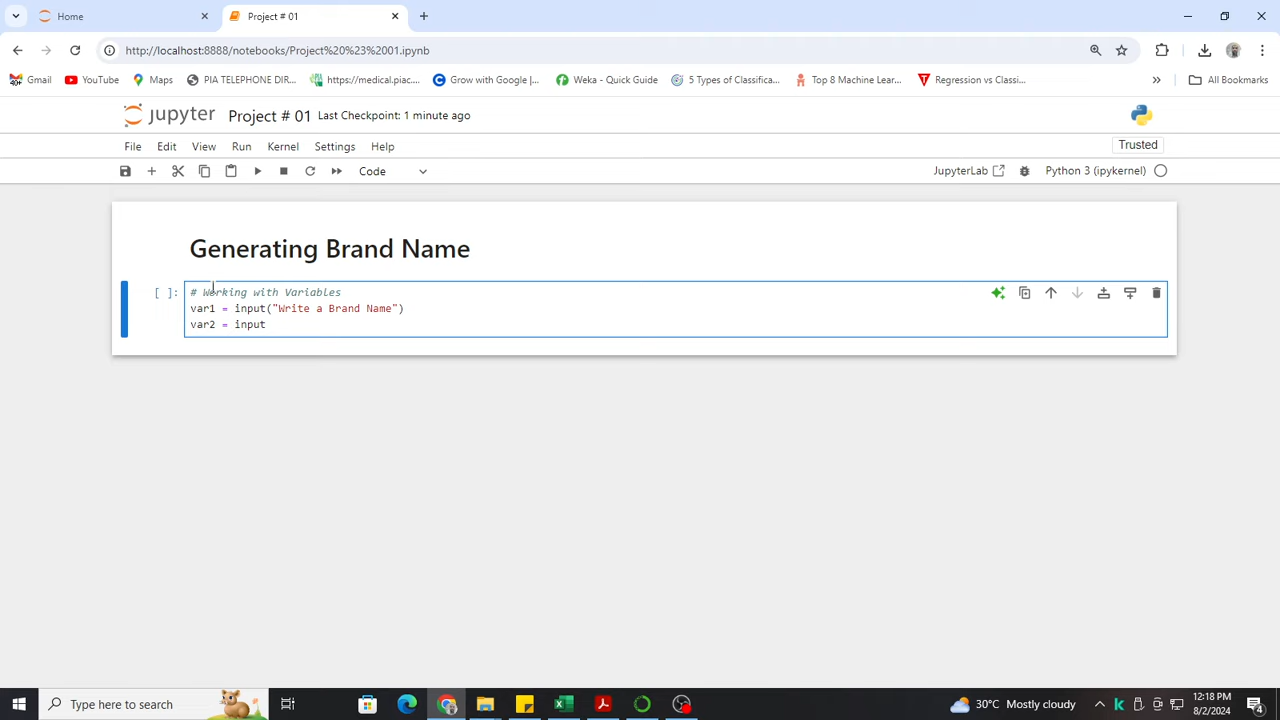 Home
Project # 01
http://localhost:8888/notebooks/Project%20%23%2001.ipynb
Gmail
YouTube
Maps
PIA TELEPHONE DIR...
https://medical.piac...
Grow with Google |...
Weka - Quick Guide
5 Types of Classifica...
Top 8 Machine Lear...
Regression vs Classi...
»
All Bookmarks
jupyter Project # 01 Last Checkpoint: 1 minute ago
File Edit View Run Kernel Settings Help
Trusted
Code
JupyterLab
Python 3 (ipykernel)
Generating Brand Name
[ ]: # Working with Variables
var1 = input("Write a Brand Name")
var2 = input
Type here to search
30°C Mostly cloudy
12:18 PM
8/2/2024
4